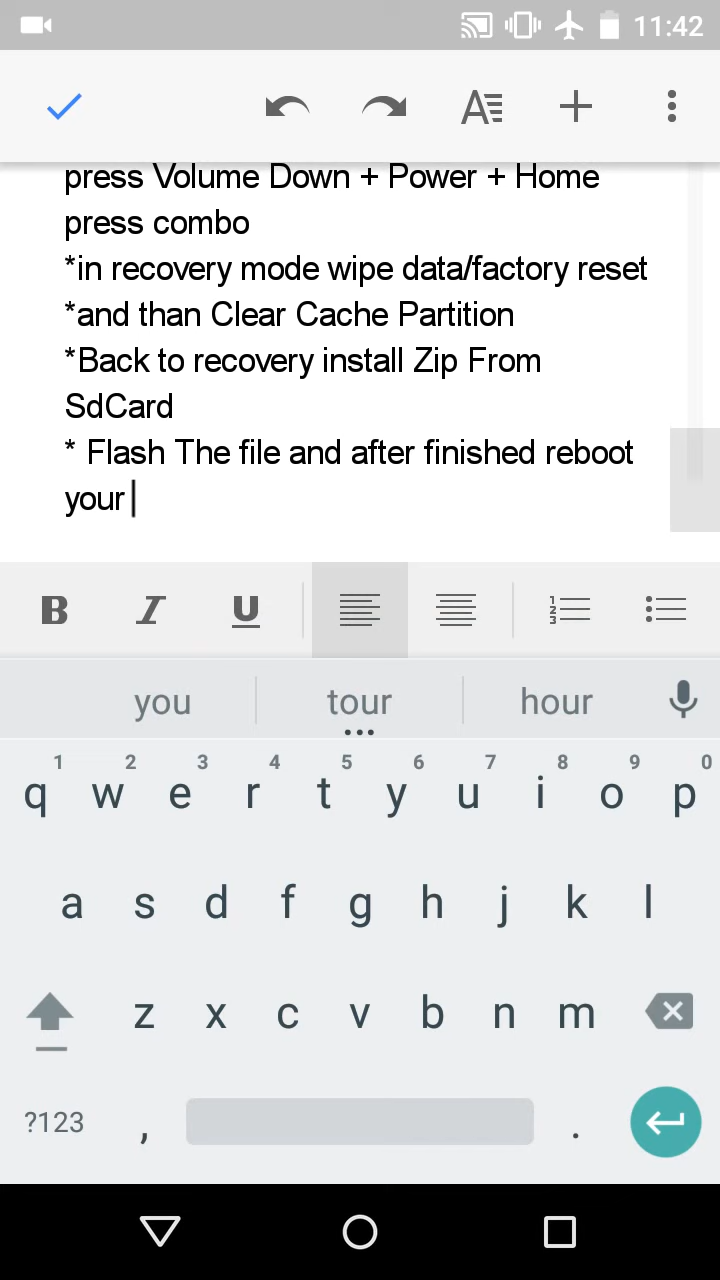 11:42
press Volume Down + Power + Home
press combo
*in recovery mode wipe data/factory reset
*and than Clear Cache Partition
*Back to recovery install Zip From
SdCard
* Flash The file and after finished reboot
your
B I U
you tour hour
1 2 3 4 5 6 7 8 9 0
q w e r t y u i o p
a s d f g h j k l
z x c v b n m
?123 , .